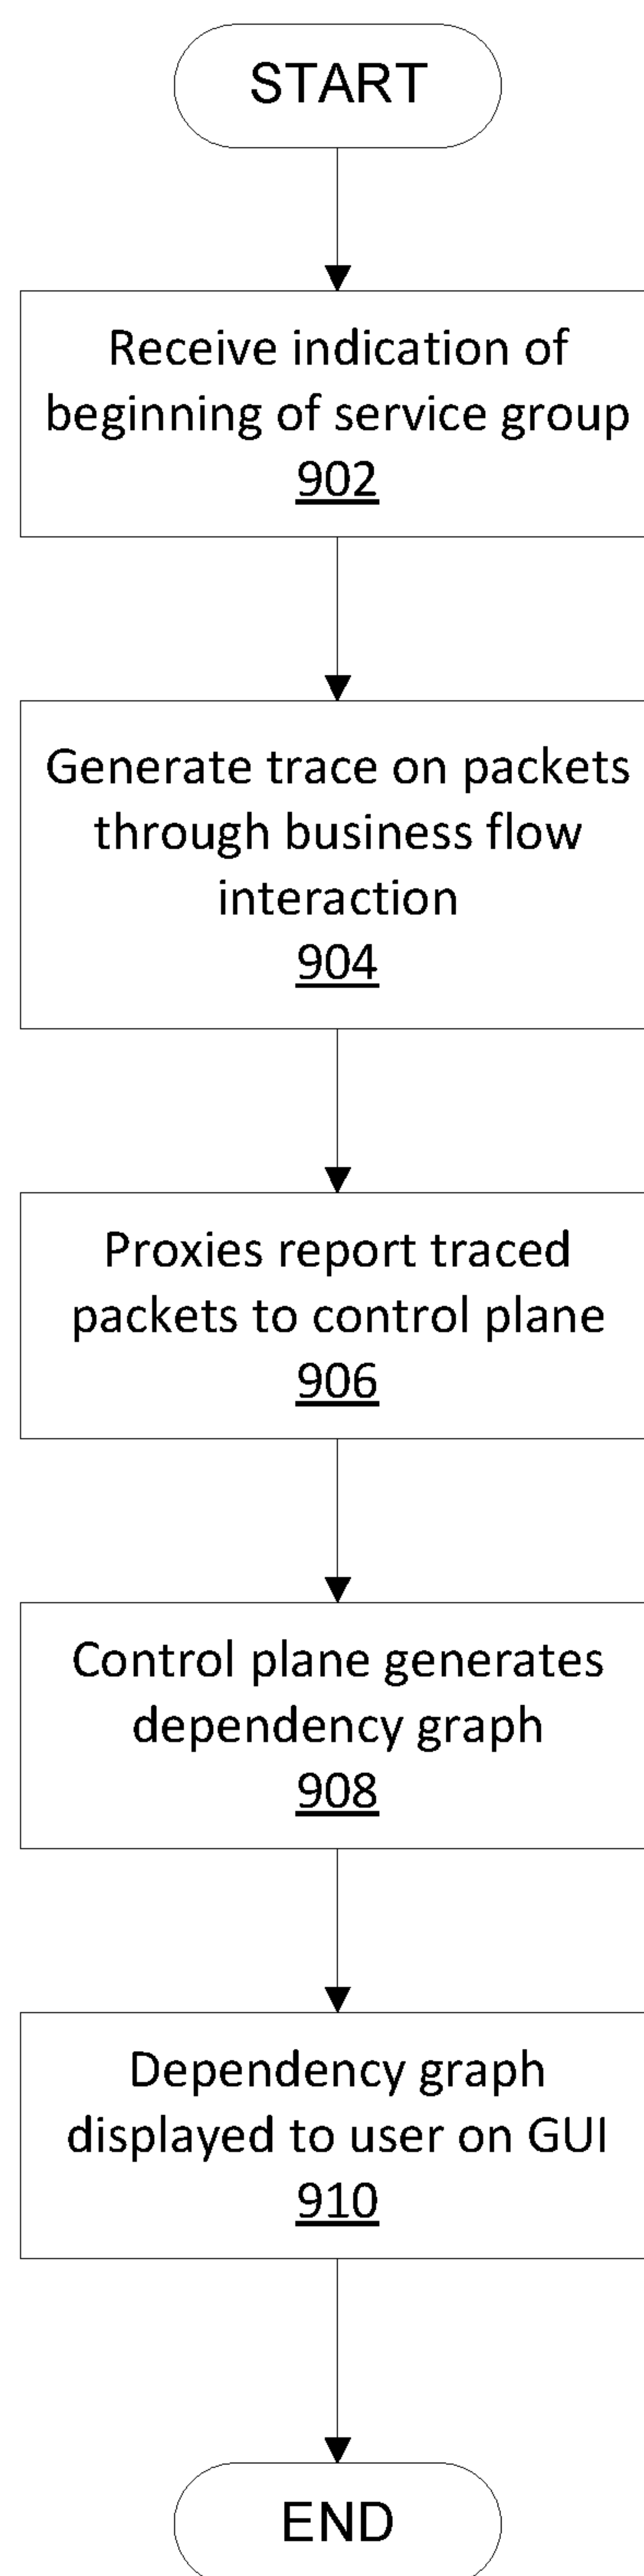 START
Receive indication of
beginning of service group
902
Generate trace on packets
through business flow
interaction
904
Proxies report traced
packets to control plane
906
Control plane generates
dependency graph
908
Dependency graph
displayed to user on GUI
910
END